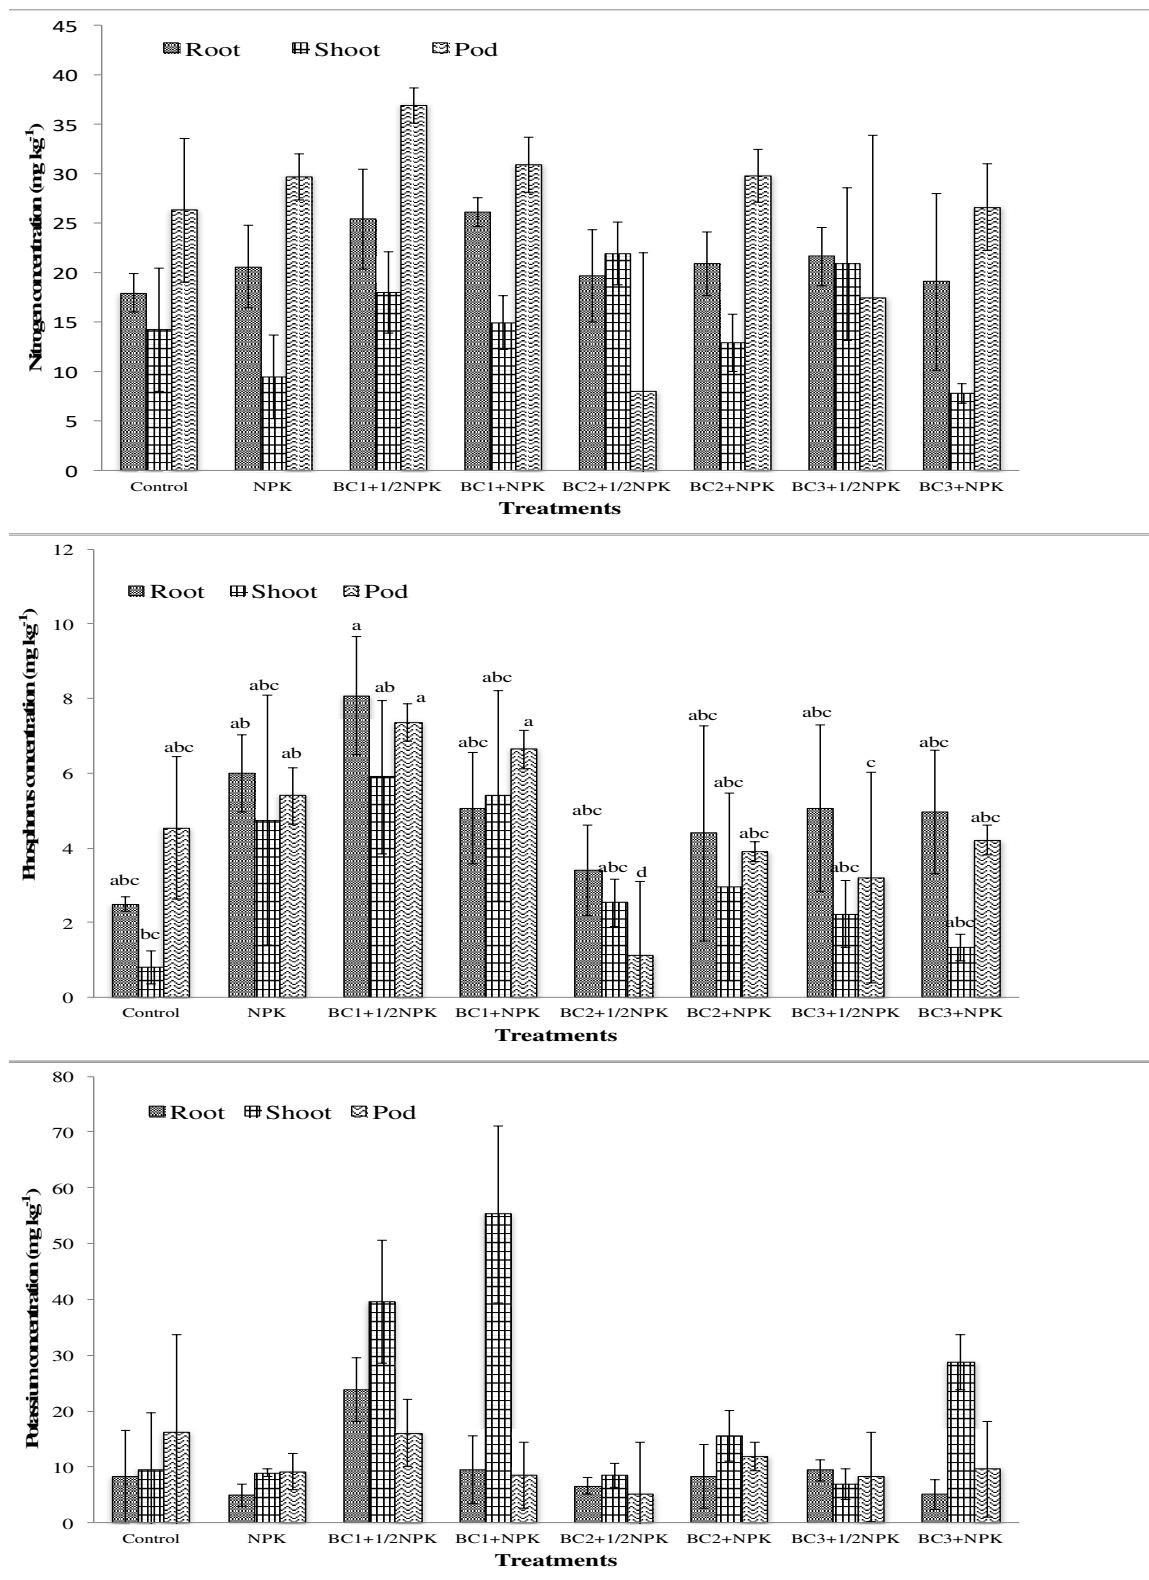 45
40
35
30
25
20
15
10
5
0
Nitrogen concentration (mg kg-1)
Root Shoot Pod
Control NPK BC1+1/2NPK BC1+NPK BC2+1/2NPK BC2+NPK BC3+1/2NPK BC3+NPK
Treatments
12
10
8
6
4
2
0
Phosphorus concentration (mg kg-1)
Root Shoot Pod
abc bc abc
ab abc ab
a ab a
abc abc a
abc abc d
abc abc abc
abc abc c
abc abc abc
Control NPK BC1+1/2NPK BC1+NPK BC2+1/2NPK BC2+NPK BC3+1/2NPK BC3+NPK
Treatments
80
70
60
50
40
30
20
10
0
Potassium concentration (mg kg-1)
Root Shoot Pod
Control NPK BC1+1/2NPK BC1+NPK BC2+1/2NPK BC2+NPK BC3+1/2NPK BC3+NPK
Treatments